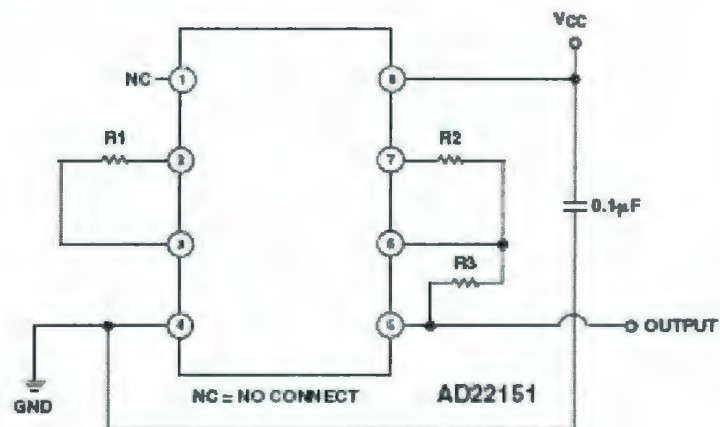 VCC
NC
1
8
R1
R2
2
7
0.1µF
3
6
R3
4
5
OUTPUT
GND
NC = NO CONNECT
AD22151